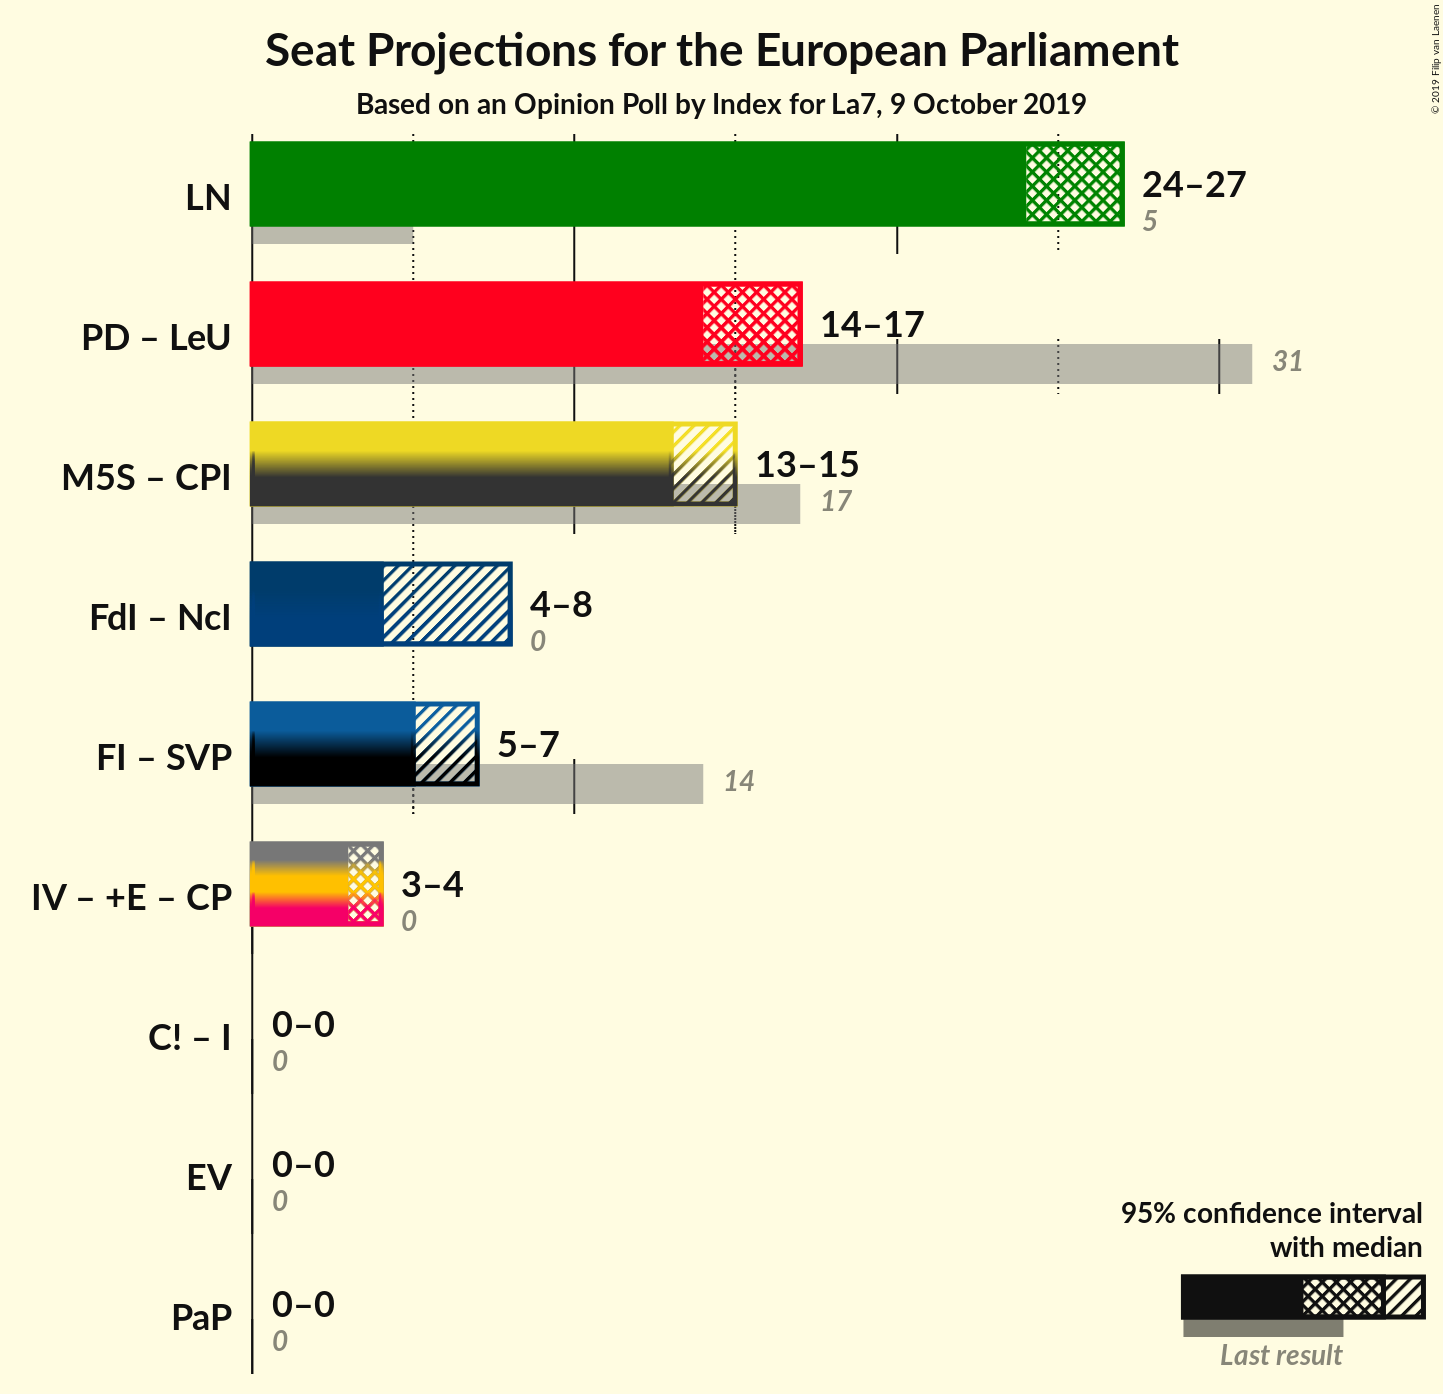 Seat Projections for the European Parliament
Based on an Opinion Poll by Index for La7, 9 October 2019
© 2019 Filip van Laenen
LN
24–27
5
PD – LeU
14–17
31
M5S – CPI
13–15
17
FdI – NcI
4–8
0
FI – SVP
5–7
14
IV – +E – CP
3–4
0
C! – I
0–0
0
EV
0–0
0
PaP
0–0
0
95% confidence interval
with median
Last result